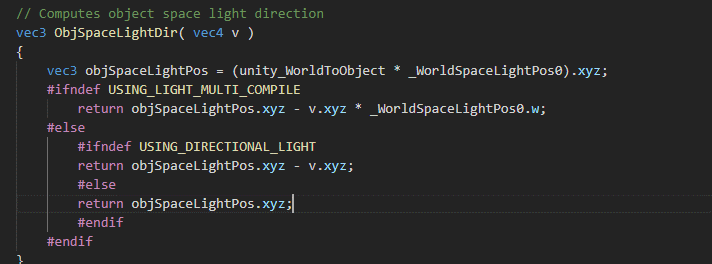 // Computes object space light direction
vec3 ObjSpaceLightDir( vec4 v )
{
    vec3 objSpaceLightPos = (unity_WorldToObject * _WorldSpaceLightPos0).xyz;
    #ifndef USING_LIGHT_MULTI_COMPILE
        return objSpaceLightPos.xyz - v.xyz * _WorldSpaceLightPos0.w;
    #else
        #ifndef USING_DIRECTIONAL_LIGHT
        return objSpaceLightPos.xyz - v.xyz;
        #else
        return objSpaceLightPos.xyz;
        #endif
    #endif
}